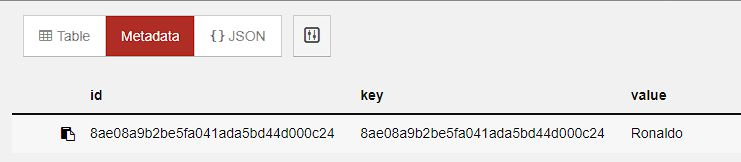 Table Metadata {} JSON
id key value
8ae08a9b2be5fa041ada5bd44d000c24 8ae08a9b2be5fa041ada5bd44d000c24 Ronaldo